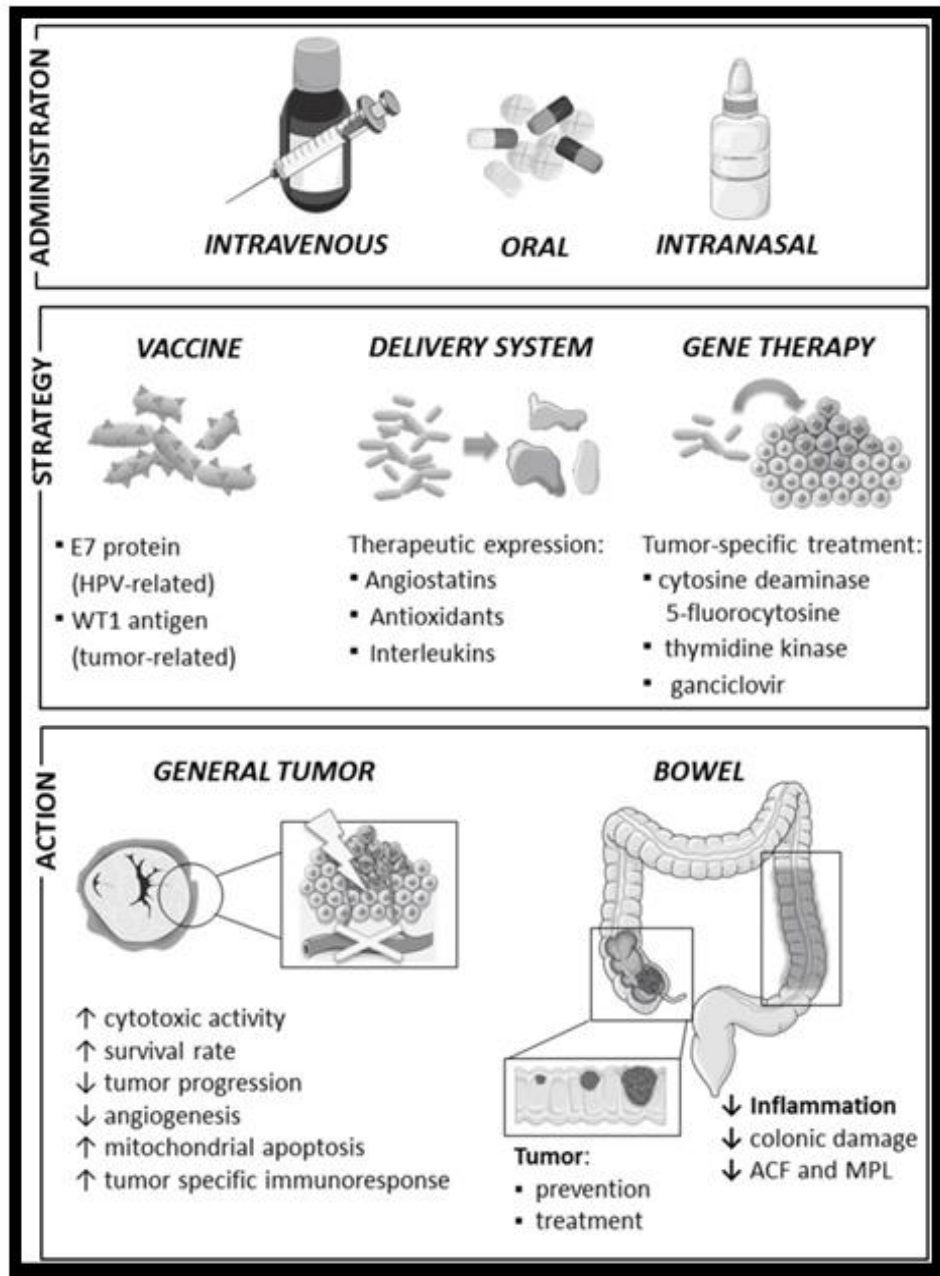 ADMINISTRATON
INTRAVENOUS
ORAL
INTRANASAL
STRATEGY
VACCINE
▪ E7 protein
(HPV-related)
▪ WT1 antigen
(tumor-related)
DELIVERY SYSTEM
Therapeutic expression:
▪ Angiostatins
▪ Antioxidants
▪ Interleukins
GENE THERAPY
Tumor-specific treatment:
▪ cytosine deaminase
5-fluorocytosine
▪ thymidine kinase
▪ ganciclovir
ACTION
GENERAL TUMOR
↑ cytotoxic activity
↑ survival rate
↓ tumor progression
↓ angiogenesis
↑ mitochondrial apoptosis
↑ tumor specific immunoresponse
BOWEL
Tumor:
▪ prevention
▪ treatment
↓ Inflammation
↓ colonic damage
↓ ACF and MPL